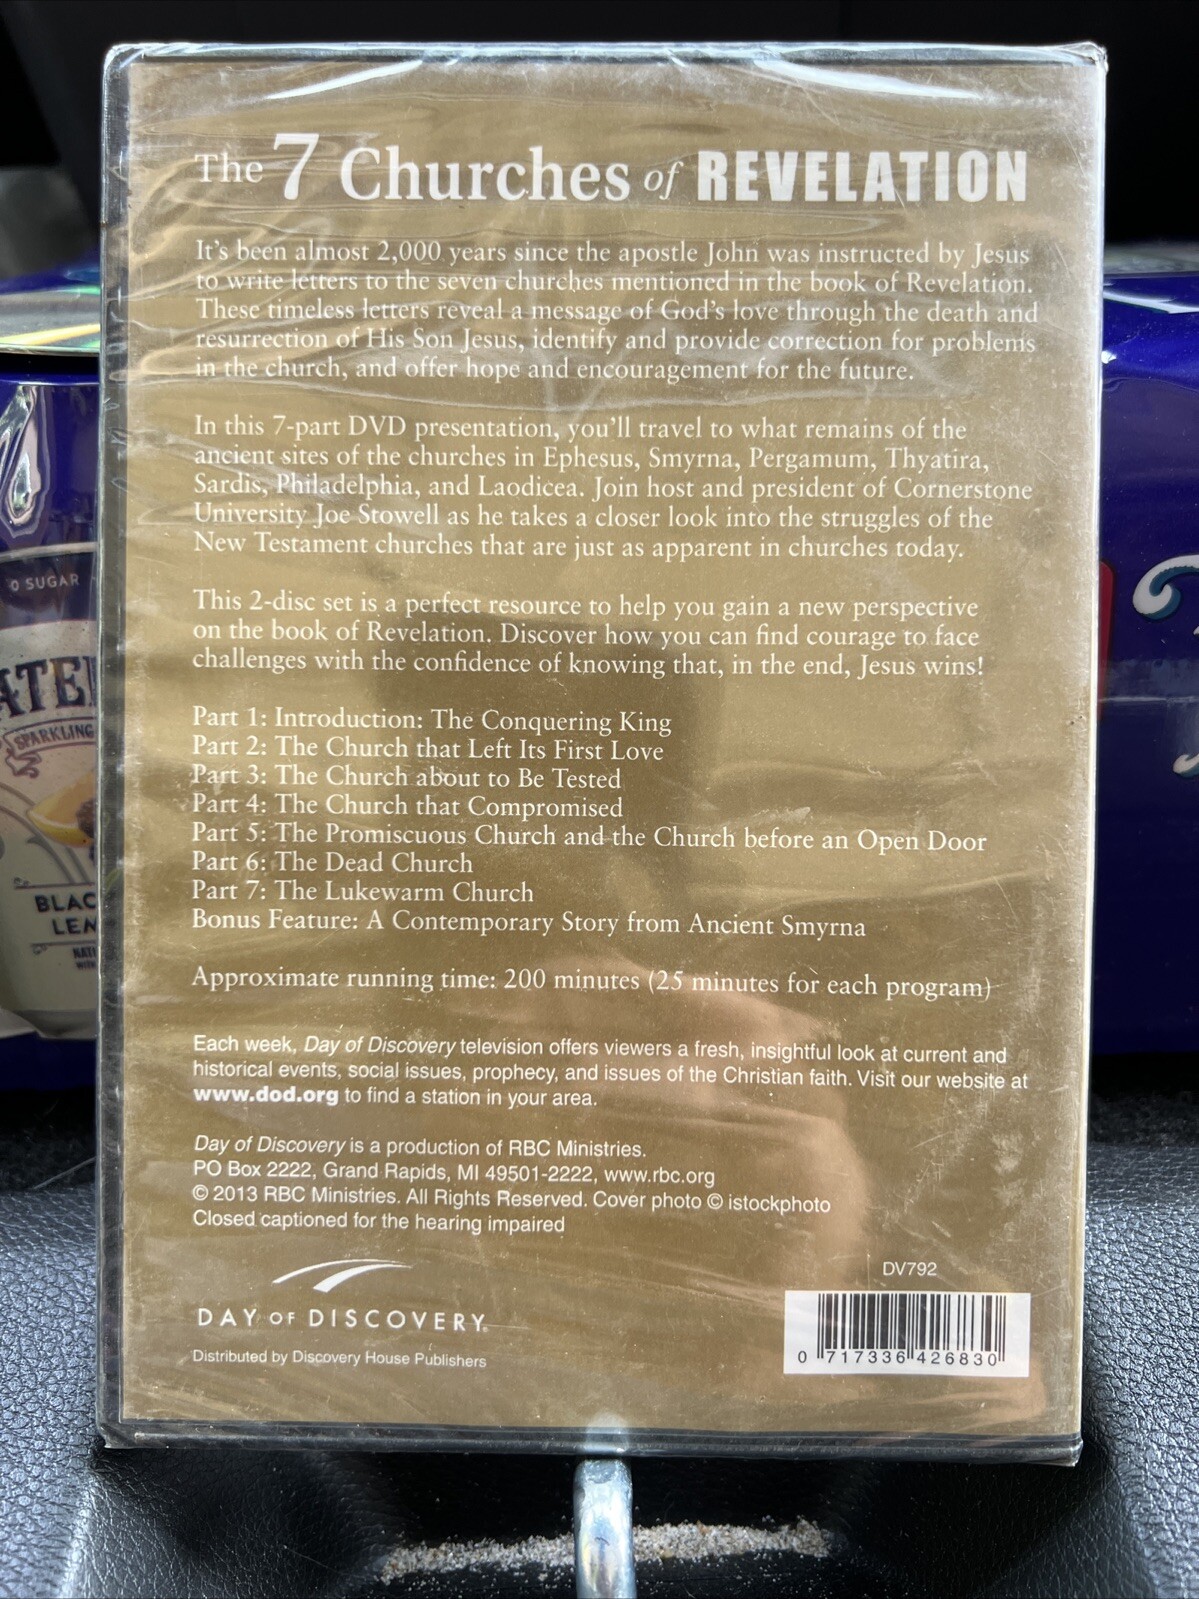 The 7 Churches of REVELATION
It's been almost 2,000 years since the apostle John was instructed by Jesus
to write letters to the seven churches mentioned in the book of Revelation.
These timeless letters reveal a message of God's love through the death and
resurrection of His Son Jesus, identify and provide correction for problems
in the church, and offer hope and encouragement for the future.
In this 7-part DVD presentation, you'll travel to what remains of the
ancient sites of the churches in Ephesus, Smyrna, Pergamum, Thyatira,
Sardis, Philadelphia, and Laodicea. Join host and president of Cornerstone
University Joe Stowell as he takes a closer look into the struggles of the
New Testament churches that are just as apparent in churches today.
This 2-disc set is a perfect resource to help you gain a new perspective
on the book of Revelation. Discover how you can find courage to face
challenges with the confidence of knowing that, in the end, Jesus wins!
Part 1: Introduction: The Conquering King
Part 2: The Church that Left Its First Love
Part 3: The Church about to Be Tested
Part 4: The Church that Compromised
Part 5: The Promiscuous Church and the Church before an Open Door
Part 6: The Dead Church
Part 7: The Lukewarm Church
Bonus Feature: A Contemporary Story from Ancient Smyrna
Approximate running time: 200 minutes (25 minutes for each program)
Each week, Day of Discovery television offers viewers a fresh, insightful look at current and
historical events, social issues, prophecy, and issues of the Christian faith. Visit our website at
www.dod.org to find a station in your area.
Day of Discovery is a production of RBC Ministries.
PO Box 2222, Grand Rapids, MI 49501-2222, www.rbc.org
© 2013 RBC Ministries. All Rights Reserved. Cover photo © istockphoto
Closed captioned for the hearing impaired
DV792
DAY OF DISCOVERY
Distributed by Discovery House Publishers
0 717336 426830
0 SUGAR
SPARKLING